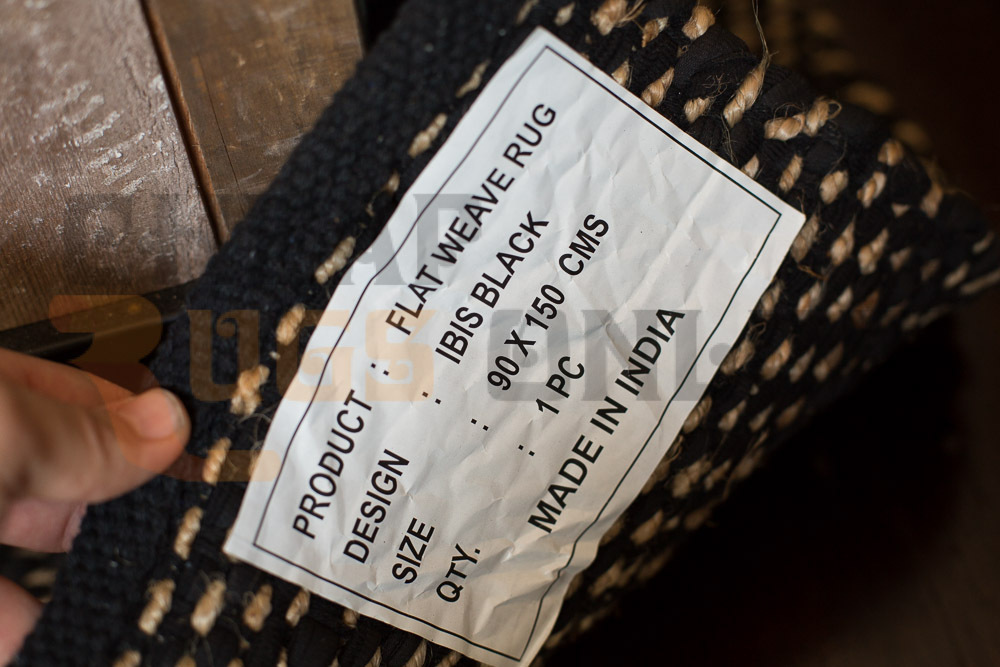 PRODUCT : FLAT WEAVE RUG
DESIGN : IBIS BLACK
SIZE : 90 X 150 CMS
QTY. : 1 PC
MADE IN INDIA